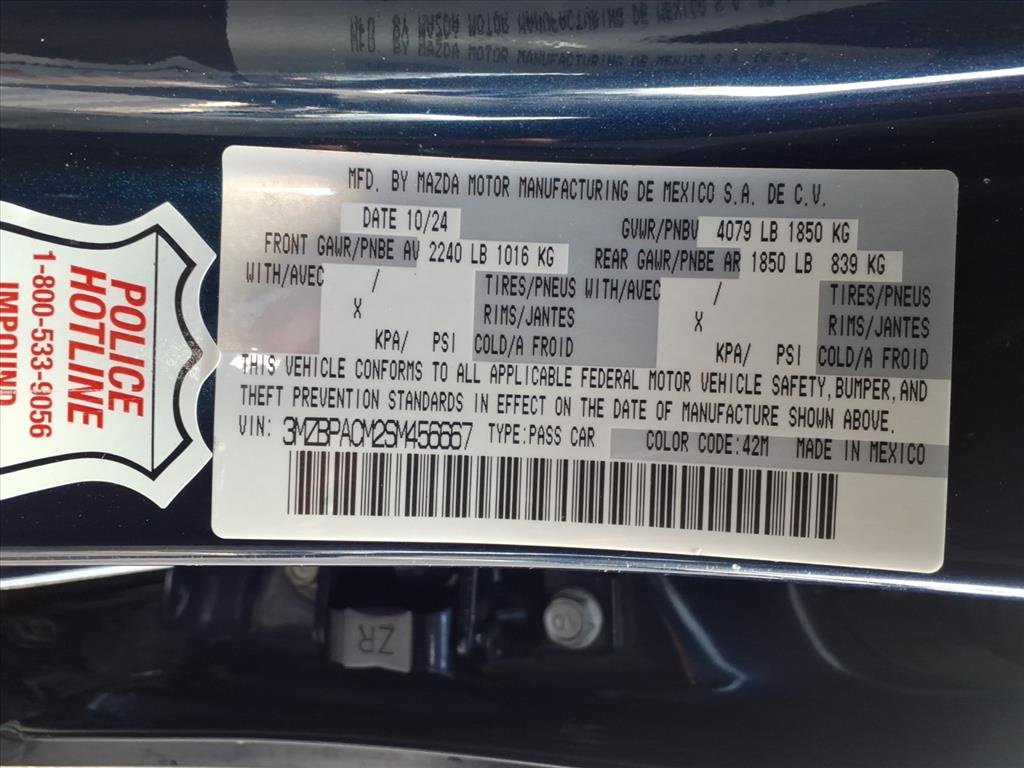 MFD. BY MAZDA MOTOR MANUFACTURING DE MEXICO S.A. DE C.V.
DATE 10/24 GVWR/PNBV 4079 LB 1850 KG
FRONT GAWR/PNBE AV 2240 LB 1016 KG REAR GAWR/PNBE AR 1850 LB 839 KG
WITH/AVEC / TIRES/PNEUS WITH/AVEC / TIRES/PNEUS
X RIMS/JANTES X RIMS/JANTES
KPA/ PSI COLD/A FROID KPA/ PSI COLD/A FROID
THIS VEHICLE CONFORMS TO ALL APPLICABLE FEDERAL MOTOR VEHICLE SAFETY, BUMPER, AND
THEFT PREVENTION STANDARDS IN EFFECT ON THE DATE OF MANUFACTURE SHOWN ABOVE.
VIN: 3MZBPACM2SM456667 TYPE:PASS CAR COLOR CODE:42M MADE IN MEXICO
POLICE
HOTLINE
1-800-533-9056
IMPOUND
ZR